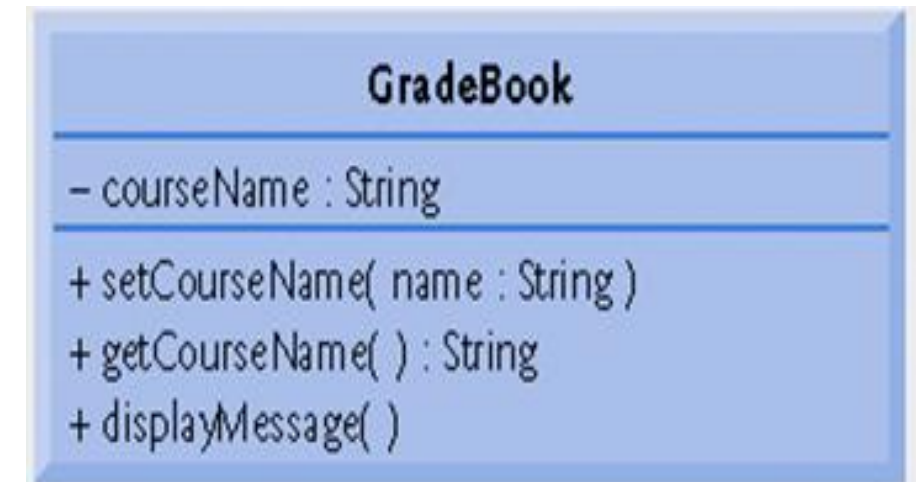 GradeBook
– courseName : String
+ setCourseName( name : String )
+ getCourseName( ) : String
+ displayMessage( )